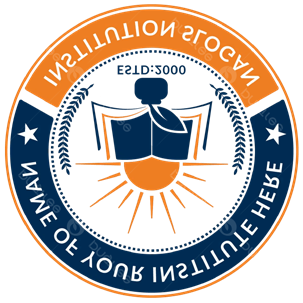 INSTITUTION SLOGAN
ESTD:2000
NAME OF YOUR INSTITUTE HERE